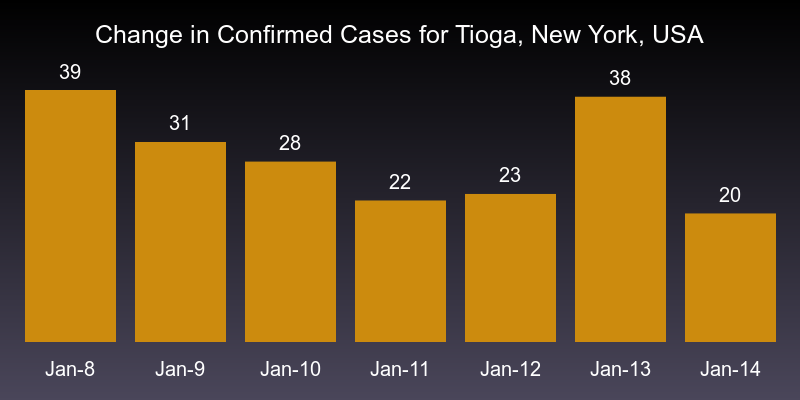 Change in Confirmed Cases for Tioga, New York, USA
39
31
28
22
23
38
20
Jan-8
Jan-9
Jan-10
Jan-11
Jan-12
Jan-13
Jan-14